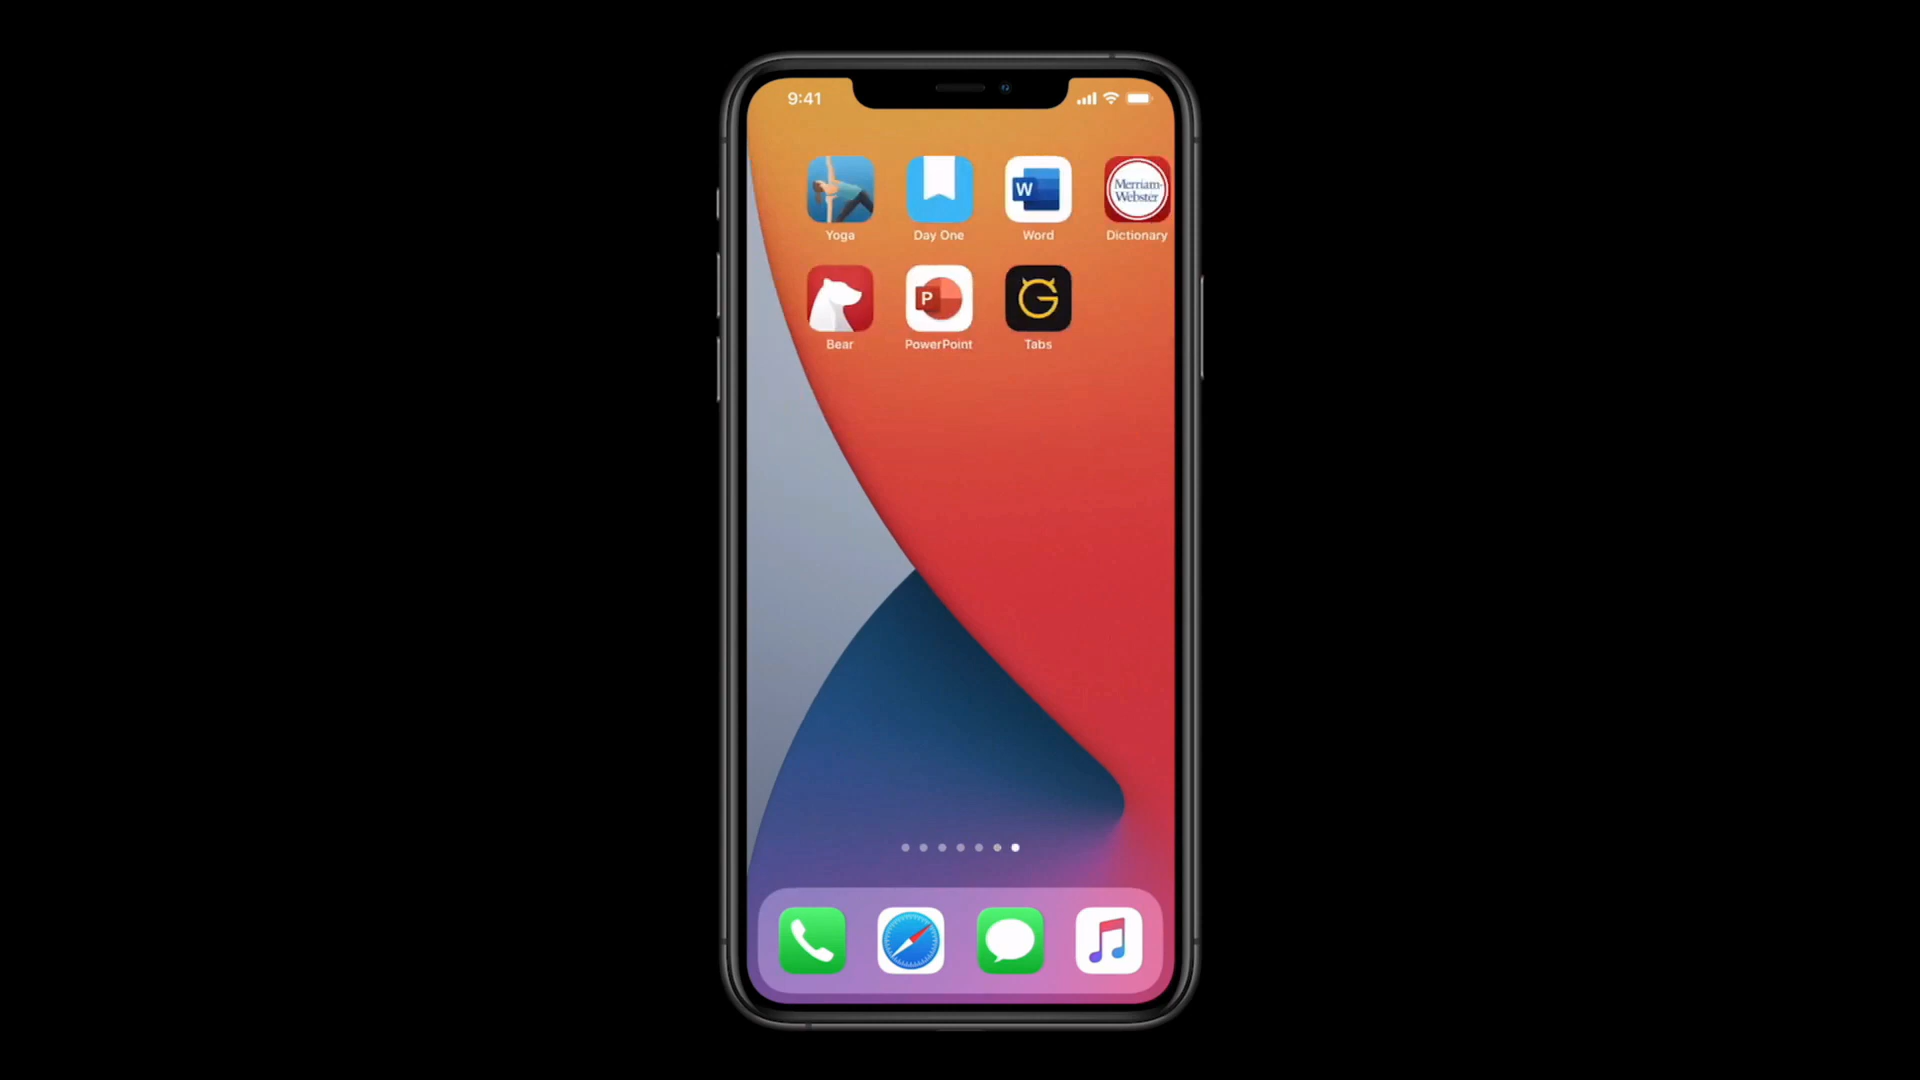 9:41
Merriam-
Webster
W
Yoga
Day One
Word
Dictionary
P
G
Bear
PowerPoint
Tabs